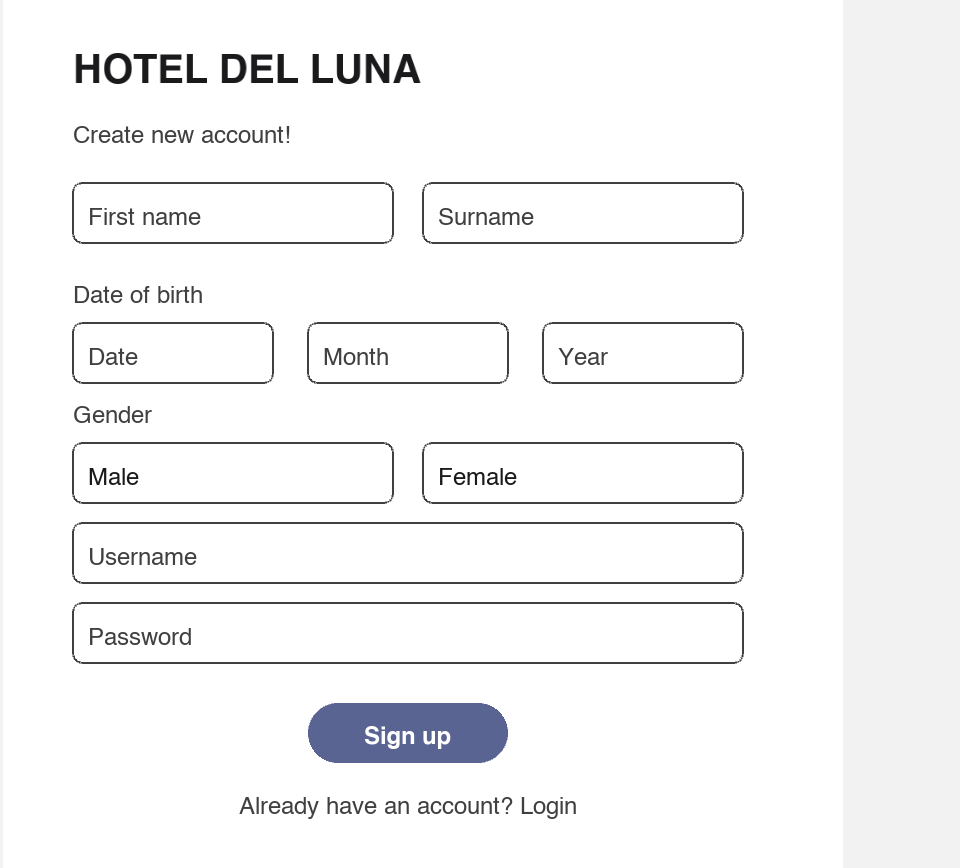 HOTEL DEL LUNA
Create new account!
First name Surname
Date of birth
Date Month Year
Gender
Male Female
Username
Password
Sign up
Already have an account? Login